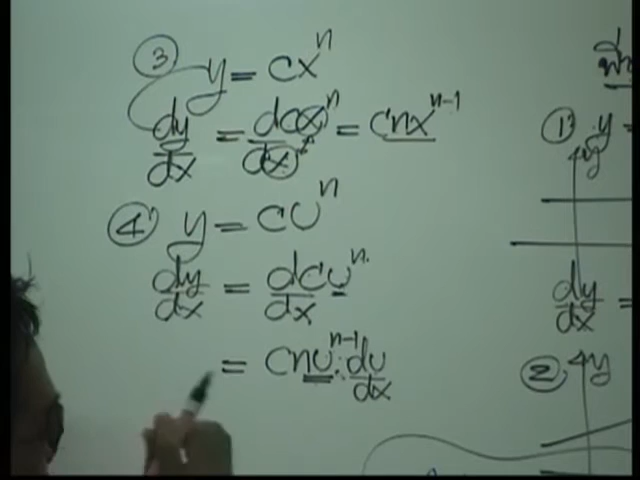 ③ y = cxⁿ
dy/dx = dcxⁿ/dx = cnxⁿ⁻¹
④ y = cuⁿ
dy/dx = dcuⁿ/dx
= cnuⁿ⁻¹ · du/dx
① y
y
dy/dx =
② y